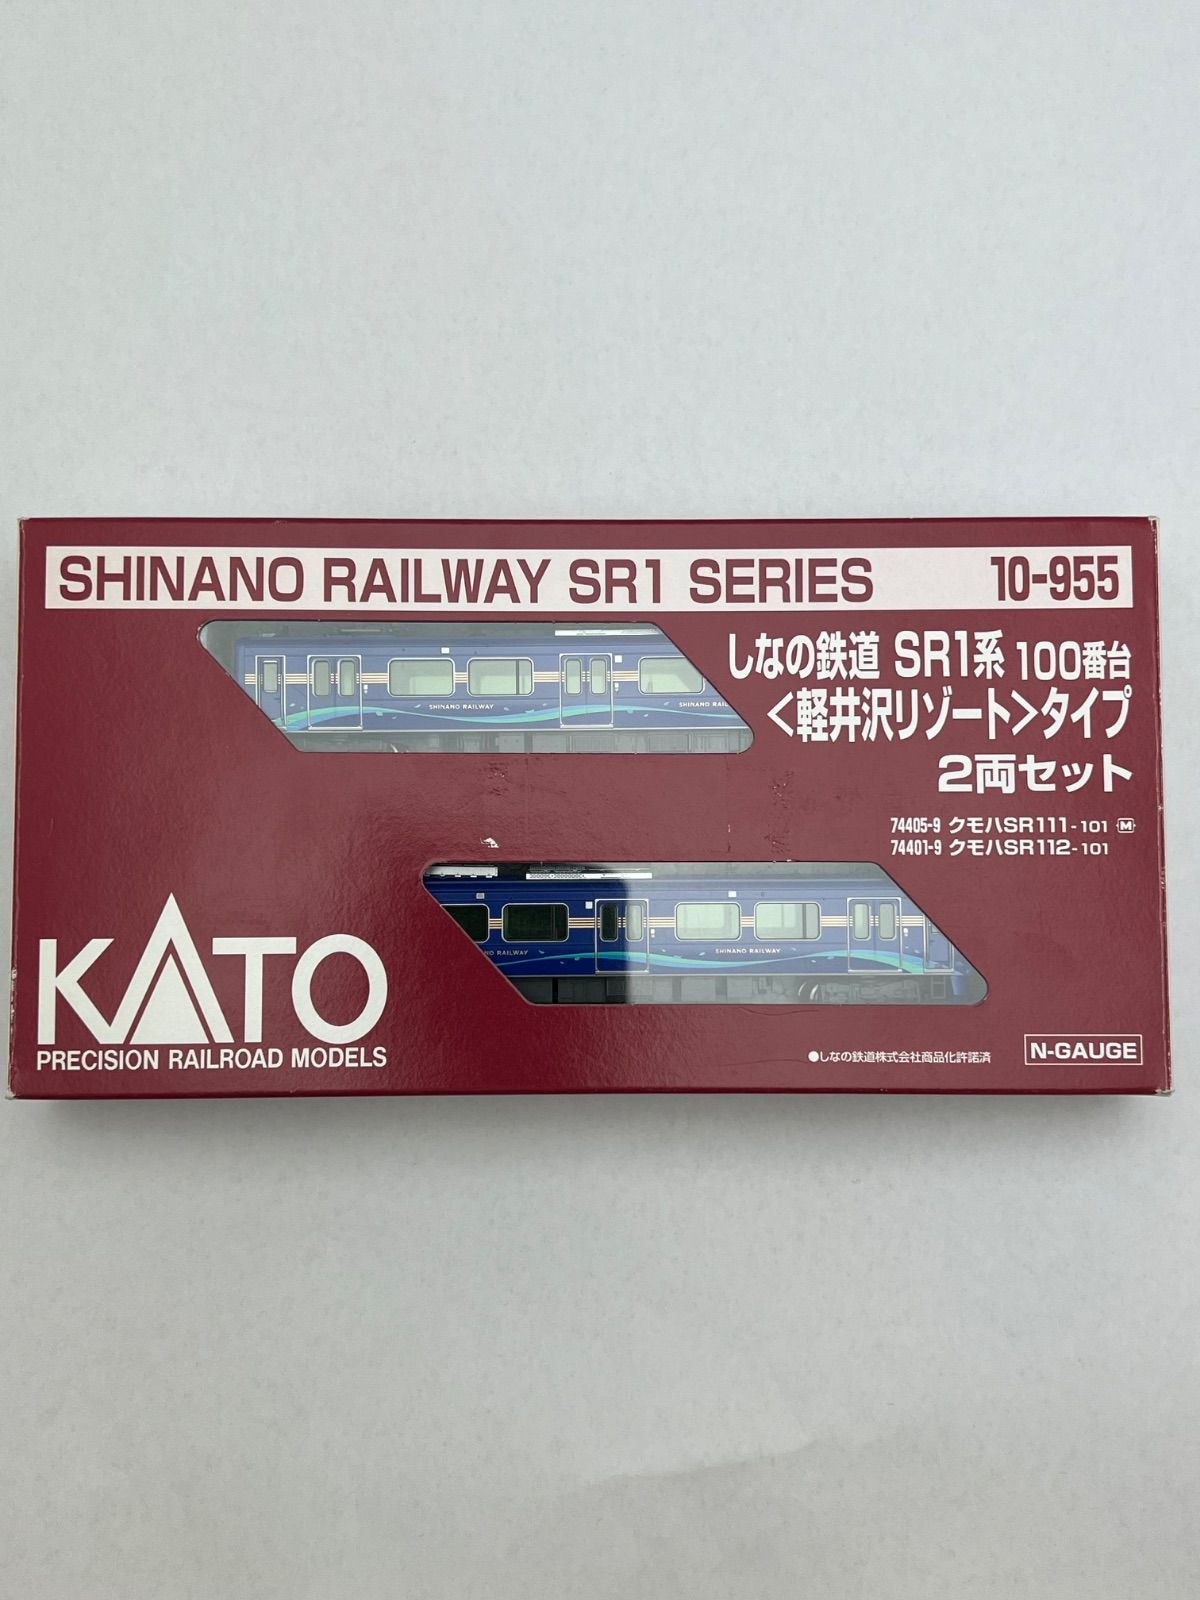 SHINANO RAILWAY SR1 SERIES 10-955
しなの鉄道 SR1系 100番台
<軽井沢リゾート>タイプ
2両セット
74405-9 クモハSR111-101 M
74401-9 クモハSR112-101
SHINANO RAILWAY
SHINANO RAIL
RAILWAY
SHINANO RAILWAY
KATO
PRECISION RAILROAD MODELS
●しなの鉄道株式会社商品化許諾済
N-GAUGE